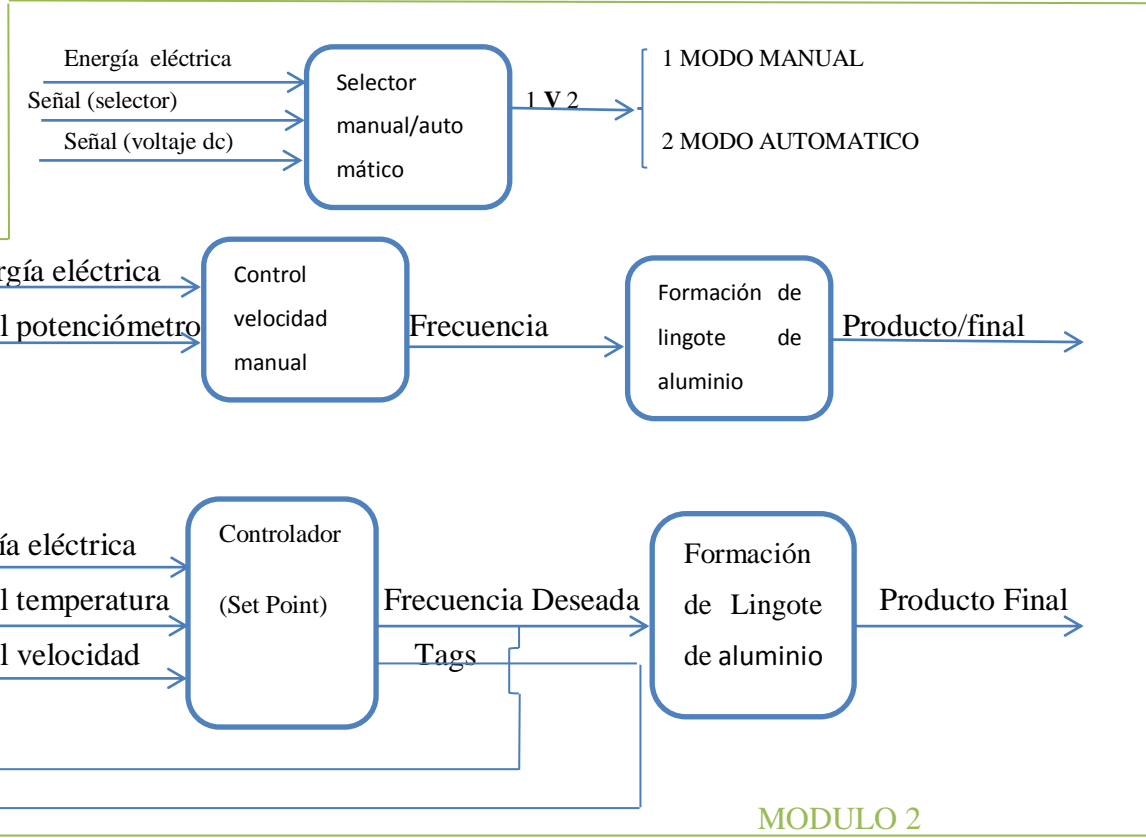 Energía eléctrica
Señal (selector)
Señal (voltaje dc)
Selector
manual/auto
mático
1 V 2
1 MODO MANUAL
2 MODO AUTOMATICO
rgía eléctrica
l potenciómetro
Control
velocidad
manual
Frecuencia
Formación de
lingote de
aluminio
Producto/final
ía eléctrica
l temperatura
l velocidad
Controlador
(Set Point)
Frecuencia Deseada
Tags
Formación
de Lingote
de aluminio
Producto Final
MODULO 2